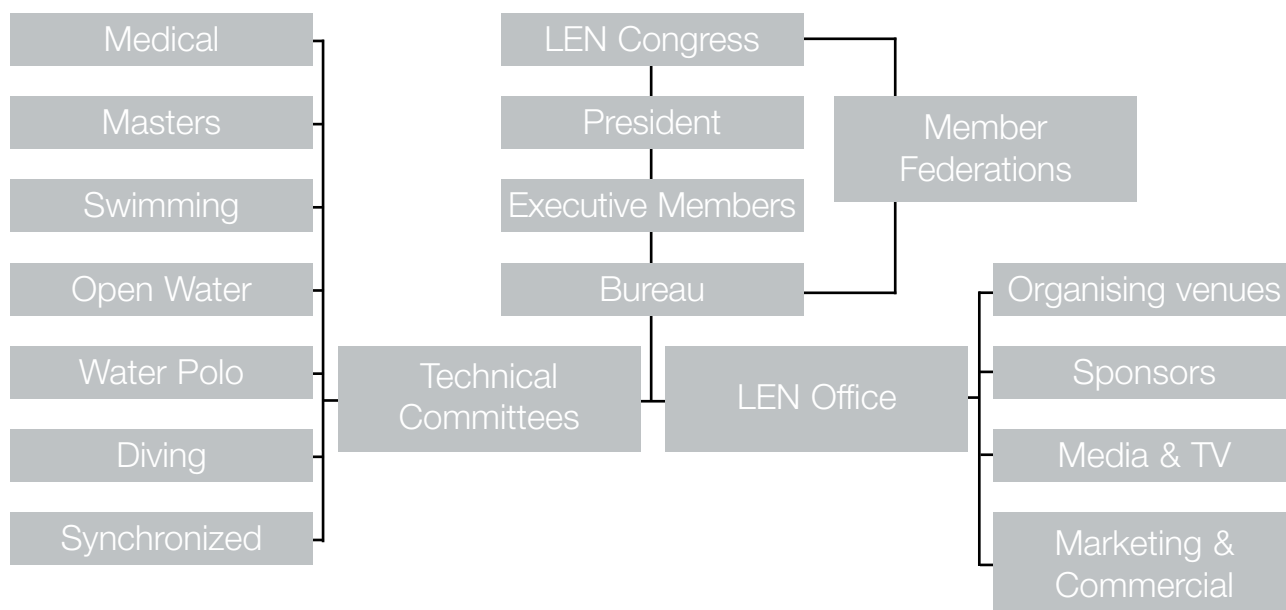 Medical
Masters
Swimming
Open Water
Water Polo
Diving
Synchronized
Technical
Committees
LEN Congress
President
Executive Members
Bureau
Member
Federations
LEN Office
Organising venues
Sponsors
Media & TV
Marketing &
Commercial